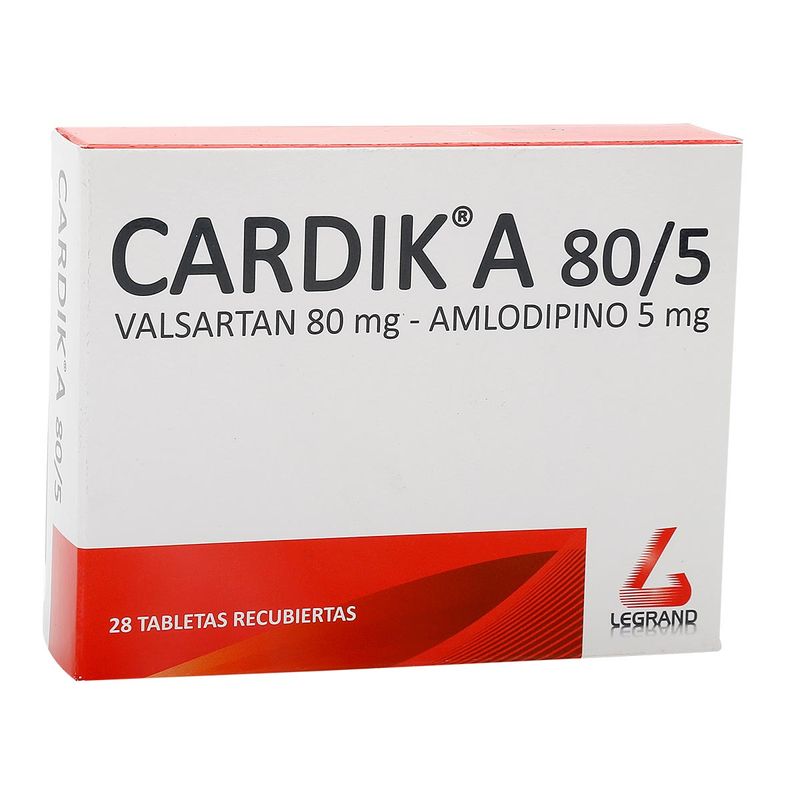 CARDIK® A 80/5
VALSARTAN 80 mg - AMLODIPINO 5 mg
CARDIK® A 80/5
28 TABLETAS RECUBIERTAS
LEGRAND